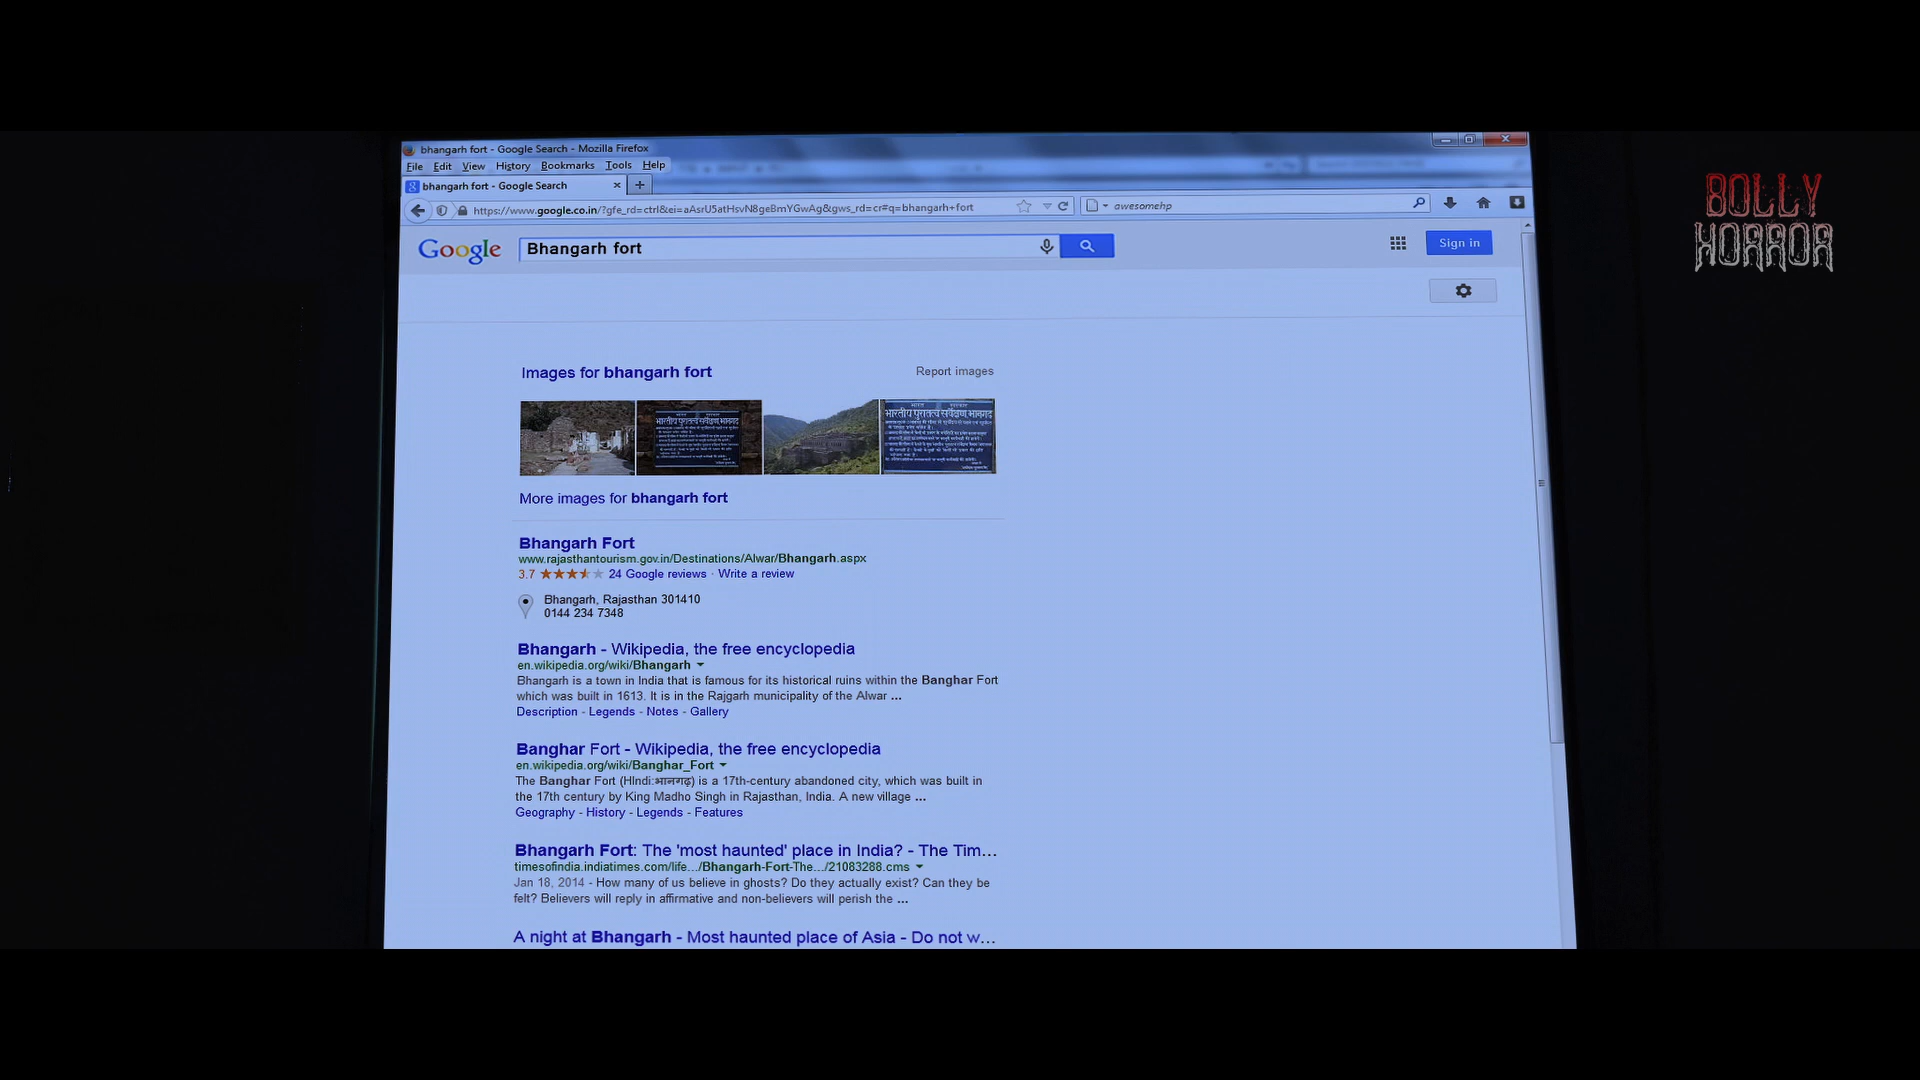 bhangarh fort - Google Search - Mozilla Firefox
File Edit View History Bookmarks Tools Help
bhangarh fort - Google Search
https://www.google.co.in/?gfe_rd=ctrl&ei=aAsrU5atHsvN8geBmYGwAg&gws_rd=cr#q=bhangarh+fort
awesomehp
BOLLY
HORROR
Google
Bhangarh fort
Sign in
Images for bhangarh fort
Report images
भारतीय पुरातत्व सर्वेक्षण भानगढ़
भारतीय पुरातत्व सर्वेक्षण भानगढ़
More images for bhangarh fort
Bhangarh Fort
www.rajasthantourism.gov.in/Destinations/Alwar/Bhangarh.aspx
3.7 24 Google reviews · Write a review
Bhangarh, Rajasthan 301410
0144 234 7348
Bhangarh - Wikipedia, the free encyclopedia
en.wikipedia.org/wiki/Bhangarh
Bhangarh is a town in India that is famous for its historical ruins within the Banghar Fort
which was built in 1613. It is in the Rajgarh municipality of the Alwar ...
Description - Legends - Notes - Gallery
Banghar Fort - Wikipedia, the free encyclopedia
en.wikipedia.org/wiki/Banghar_Fort
The Banghar Fort (HIndi:भानगढ़) is a 17th-century abandoned city, which was built in
the 17th century by King Madho Singh in Rajasthan, India. A new village ...
Geography - History - Legends - Features
Bhangarh Fort: The 'most haunted' place in India? - The Tim...
timesofindia.indiatimes.com/life.../Bhangarh-Fort-The.../21083288.cms
Jan 18, 2014 - How many of us believe in ghosts? Do they actually exist? Can they be
felt? Believers will reply in affirmative and non-believers will perish the ...
A night at Bhangarh - Most haunted place of Asia - Do not w...